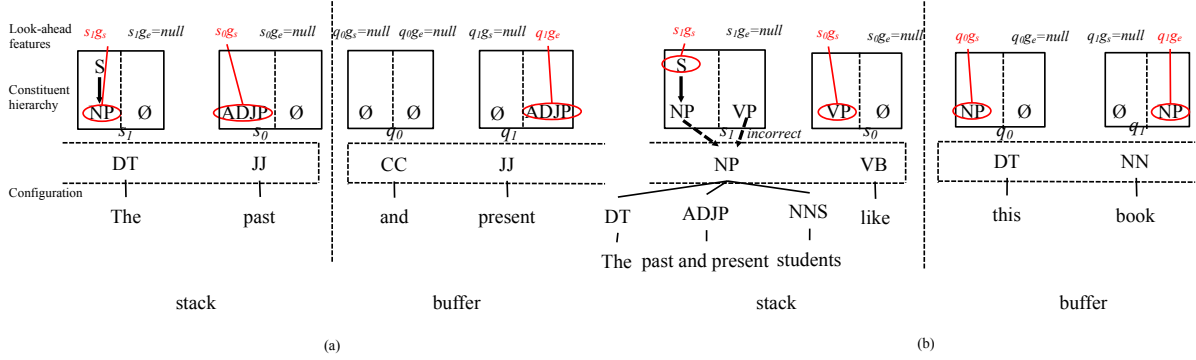 Look-ahead features
s1gs s1ge=null s0gs s0ge=null q0gs=null q0ge=null q1gs=null q1ge s1gs s1ge=null s0gs s0ge=null q0gs q0ge=null q1gs=null q1ge
Constituent hierarchy
S S
NP Ø ADJP Ø Ø Ø Ø ADJP NP VP VP Ø NP Ø Ø NP
s1 s0 q0 q1 s1 incorrect s0 q0 q1
DT JJ CC JJ NP VB DT NN
Configuration
The past and present DT ADJP NNS like this book
The past and present students
stack buffer stack buffer
(a) (b)